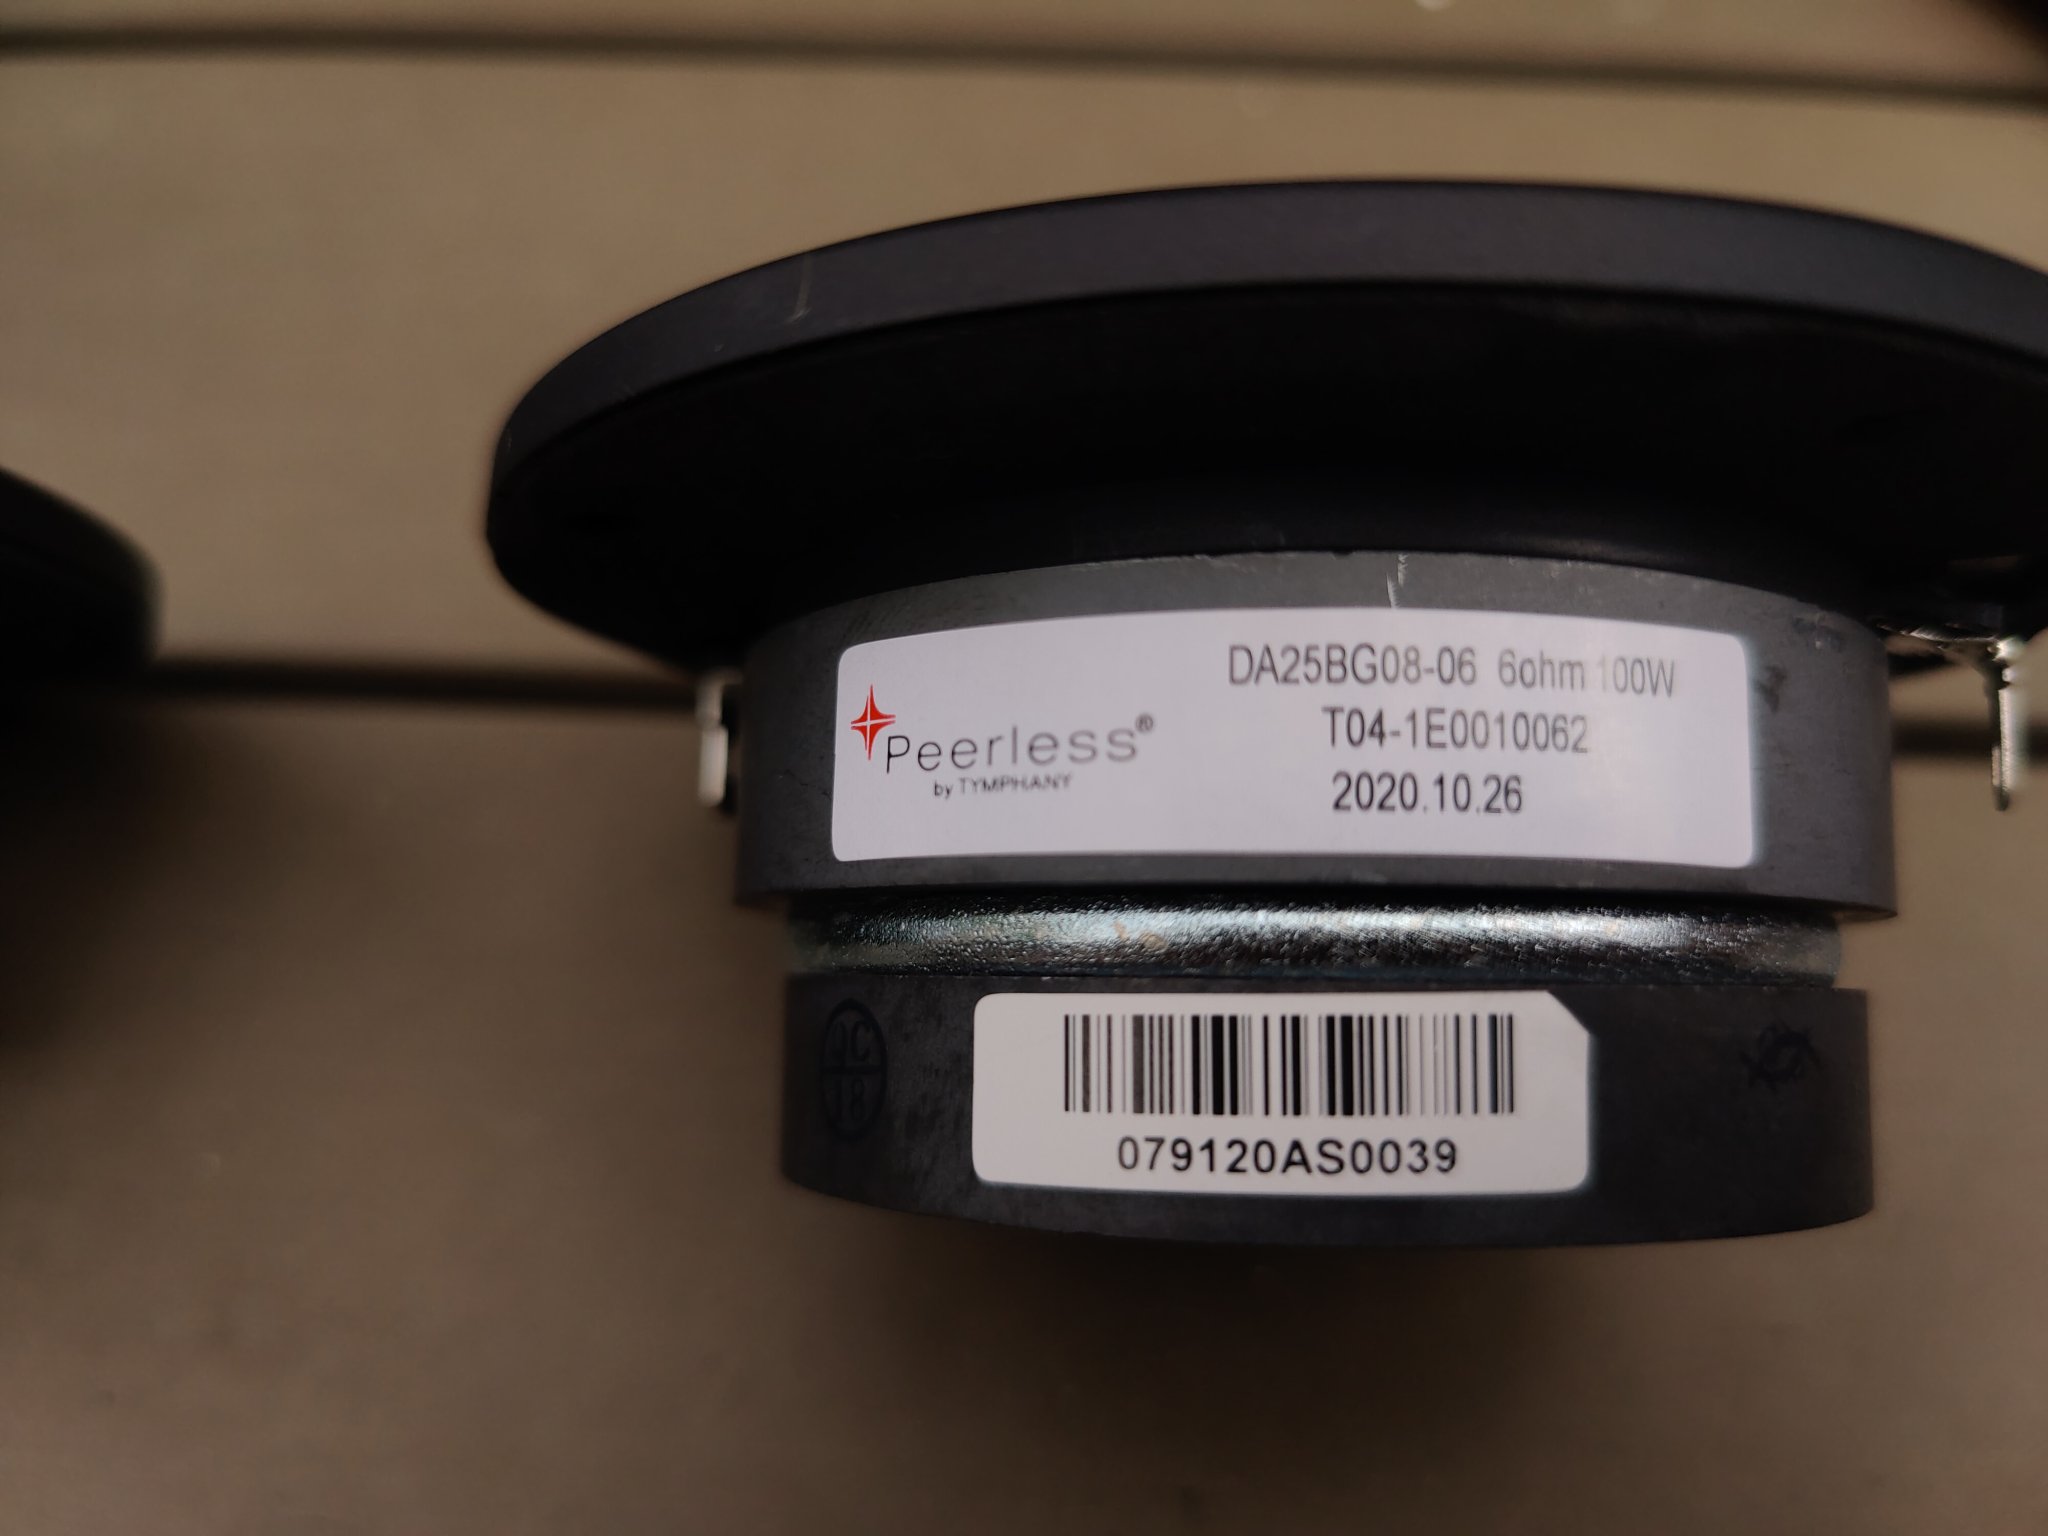 DA25BG08-06 6ohm 100W
Peerless®
by TYMPHANY
T04-1E0010062
2020.10.26
079120AS0039